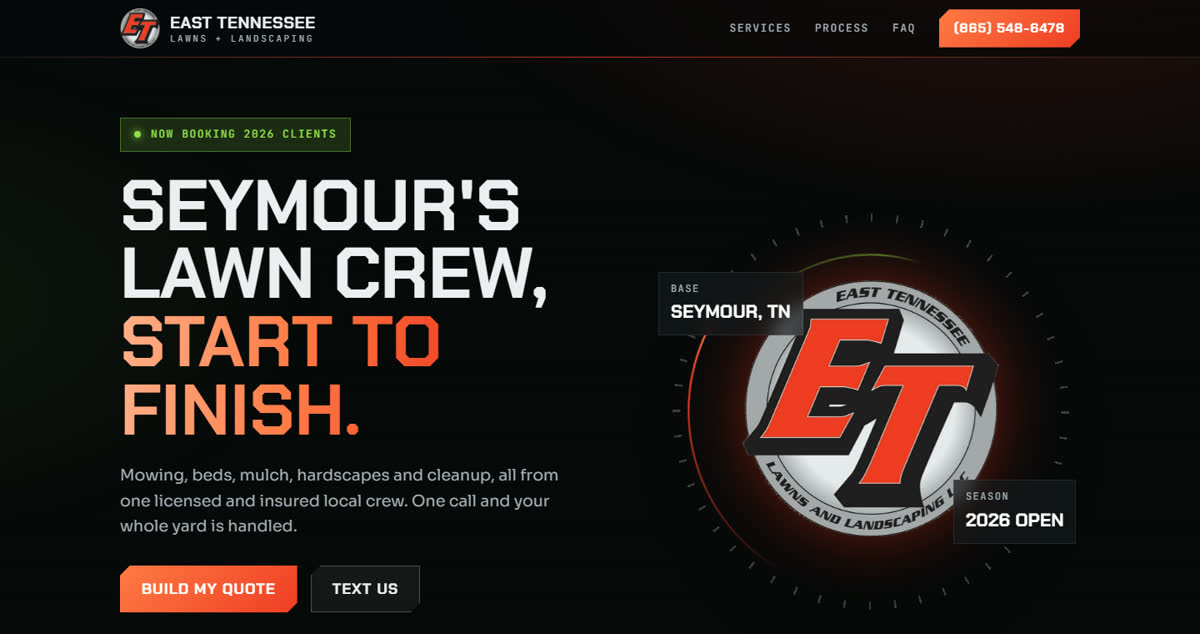 EAST TENNESSEE
LAWNS + LANDSCAPING
SERVICES
PROCESS
FAQ
(865) 548-6478
NOW BOOKING 2026 CLIENTS
SEYMOUR'S
LAWN CREW,
START TO
FINISH.
Mowing, beds, mulch, hardscapes and cleanup, all from
one licensed and insured local crew. One call and your
whole yard is handled.
BUILD MY QUOTE
TEXT US
BASE
SEYMOUR, TN
EAST TENNESSEE
ET
LAWNS AND LANDSCAPING
SEASON
2026 OPEN